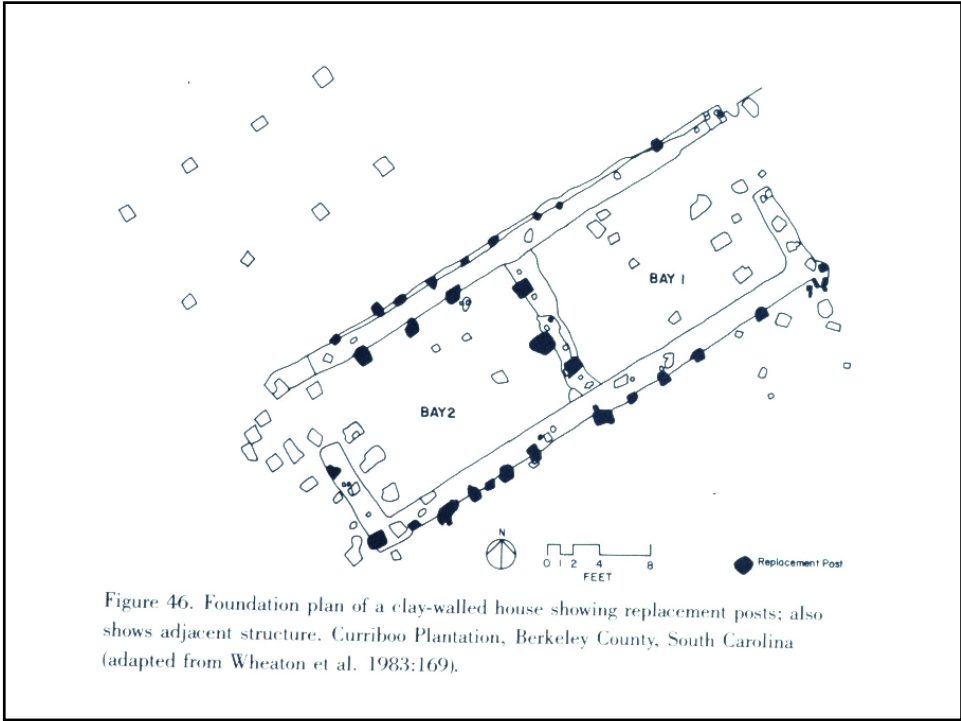 BAY 1
BAY 2
N
0 1 2 4 8
FEET
Replacement Post
Figure 46. Foundation plan of a clay-walled house showing replacement posts; also
shows adjacent structure. Curriboo Plantation, Berkeley County, South Carolina
(adapted from Wheaton et al. 1983:169).